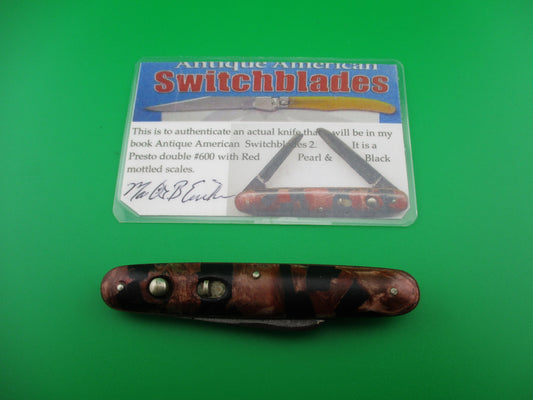 Antique American
Switchblades
This is to authenticate an actual knife that will be in my
book Antique American Switchblades 2. It is a
Presto double #600 with Red Pearl & Black
mottled scales.